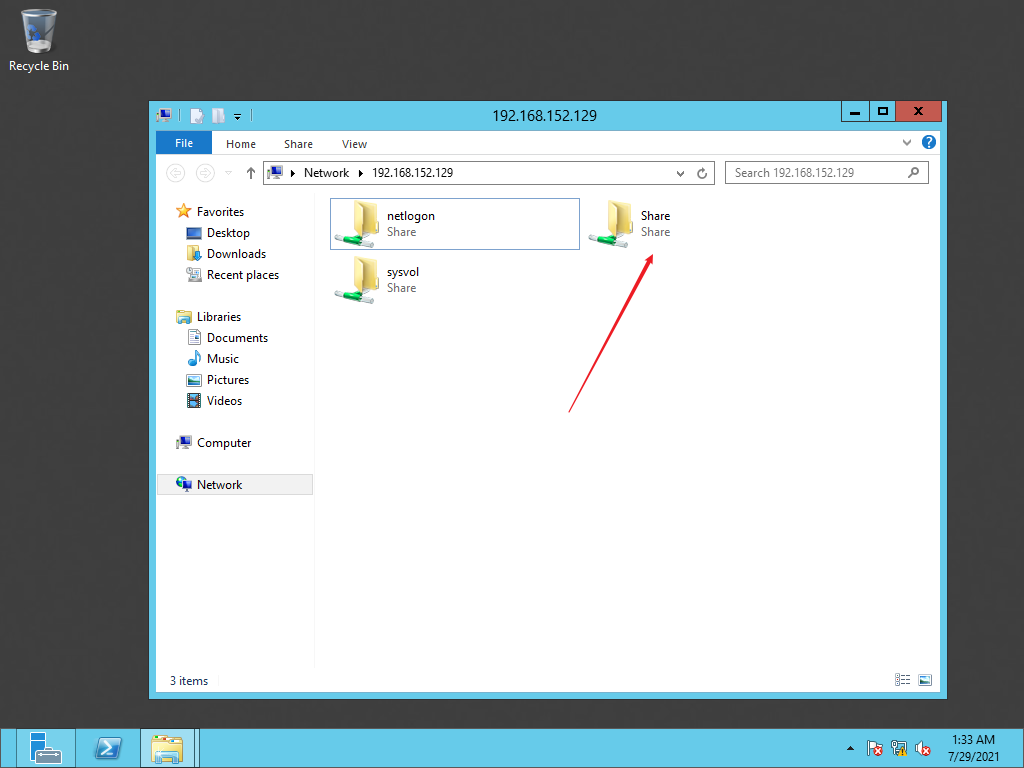 Recycle Bin
192.168.152.129
File
Home
Share
View
Network
192.168.152.129
Search 192.168.152.129
Favorites
Desktop
Downloads
Recent places
Libraries
Documents
Music
Pictures
Videos
Computer
Network
netlogon
Share
Share
Share
sysvol
Share
3 items
1:33 AM
7/29/2021